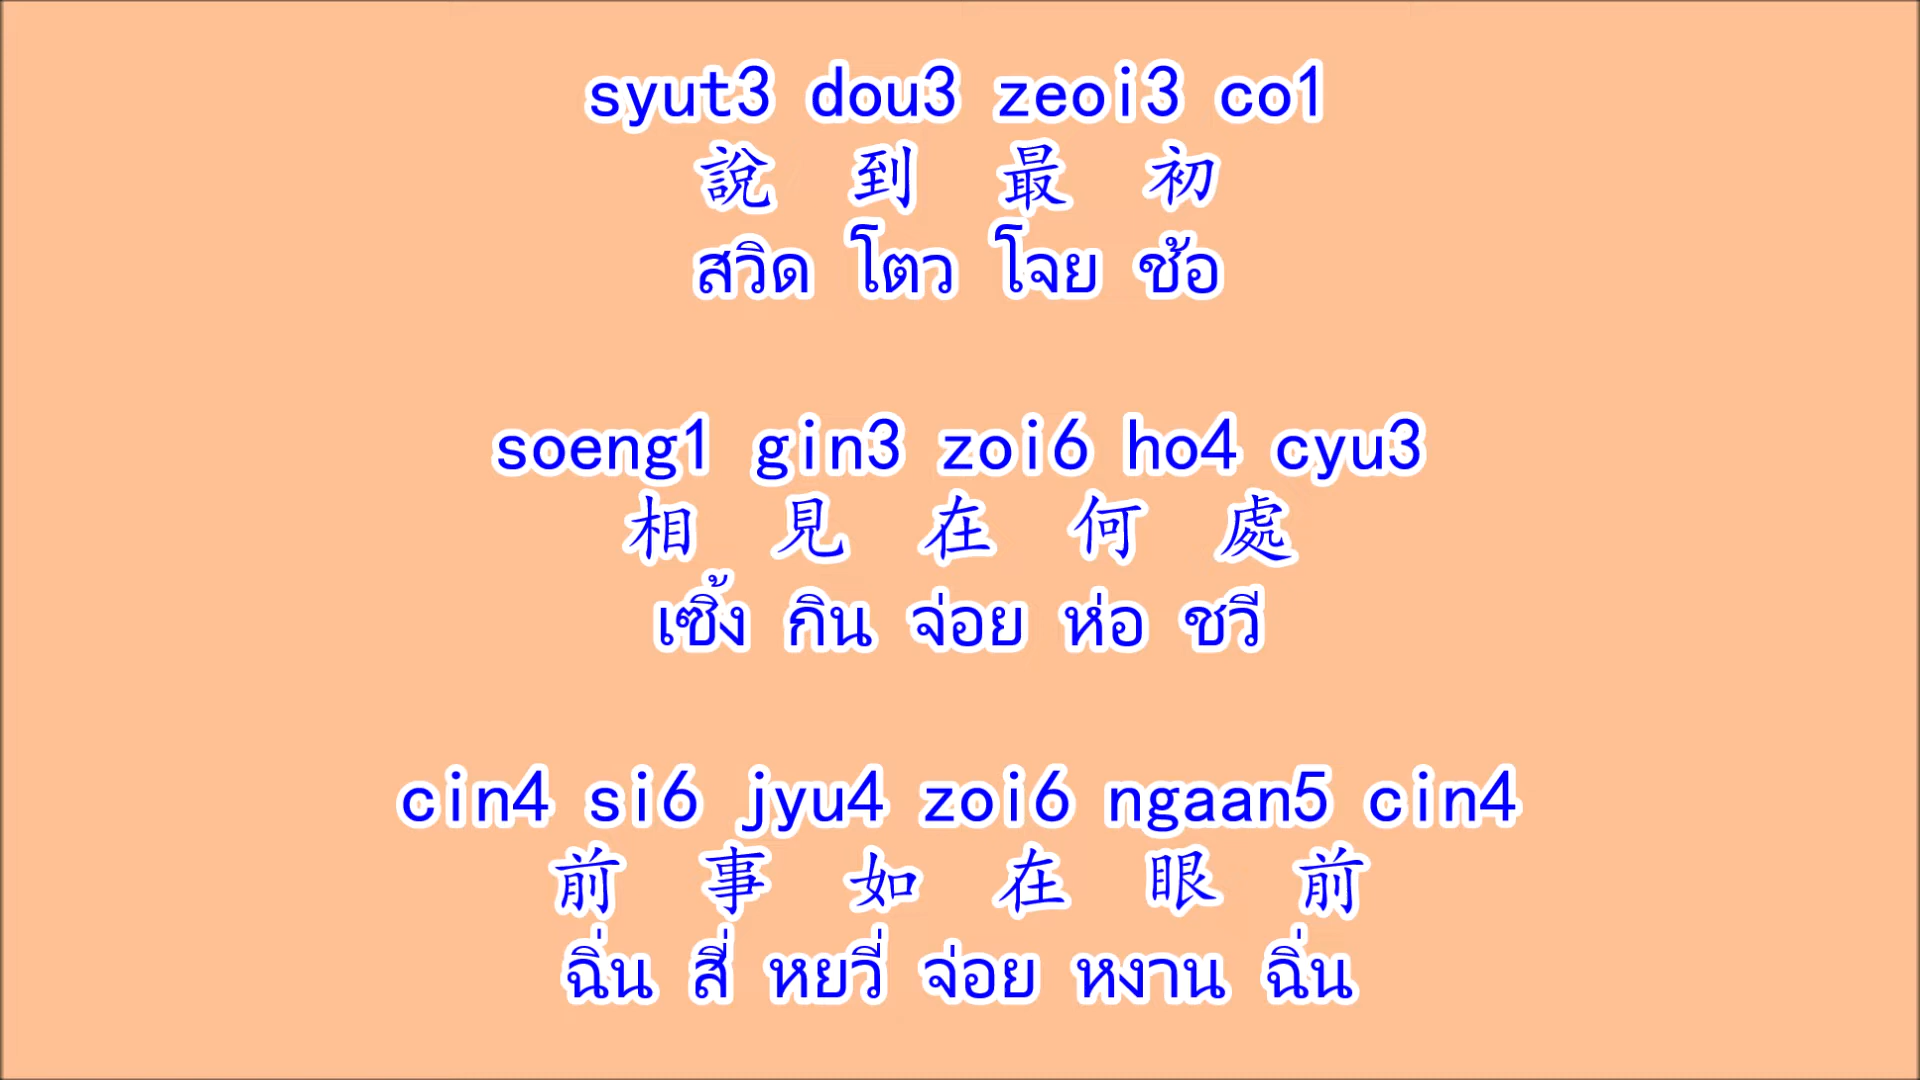 syut3 dou3 zeoi3 co1
說 到 最 初
สวิด โตว โจย ช้อ
soeng1 gin3 zoi6 ho4 cyu3
相 見 在 何 處
เซิ้ง กิน จ่อย ห่อ ชวี
cin4 si6 jyu4 zoi6 ngaan5 cin4
前 事 如 在 眼 前
ฉิ่น สี่ หยวี่ จ่อย หงาน ฉิ่น